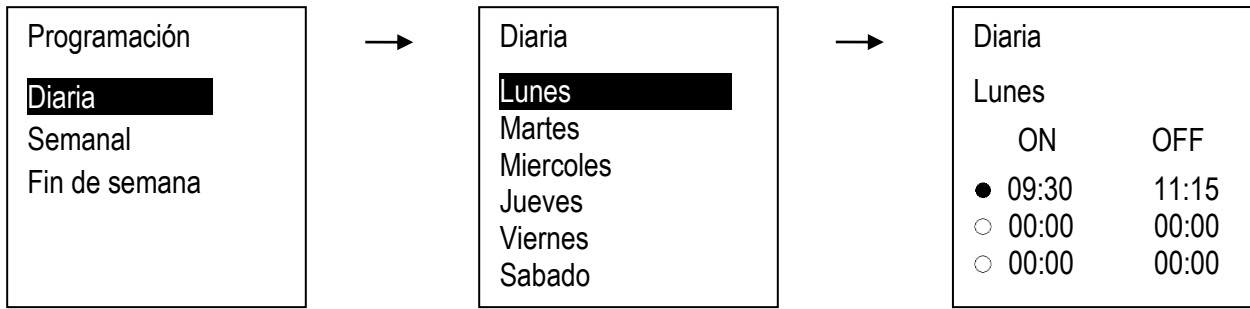 Programación
Diaria
Semanal
Fin de semana
Diaria
Lunes
Martes
Miercoles
Jueves
Viernes
Sabado
Diaria
Lunes
ON OFF
09:30 11:15
00:00 00:00
00:00 00:00